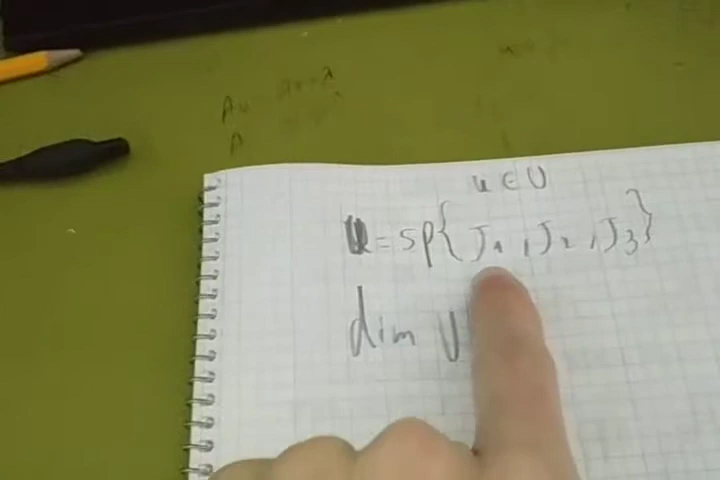 u ∈ U
U = sp{J1, J2, J3}
dim U